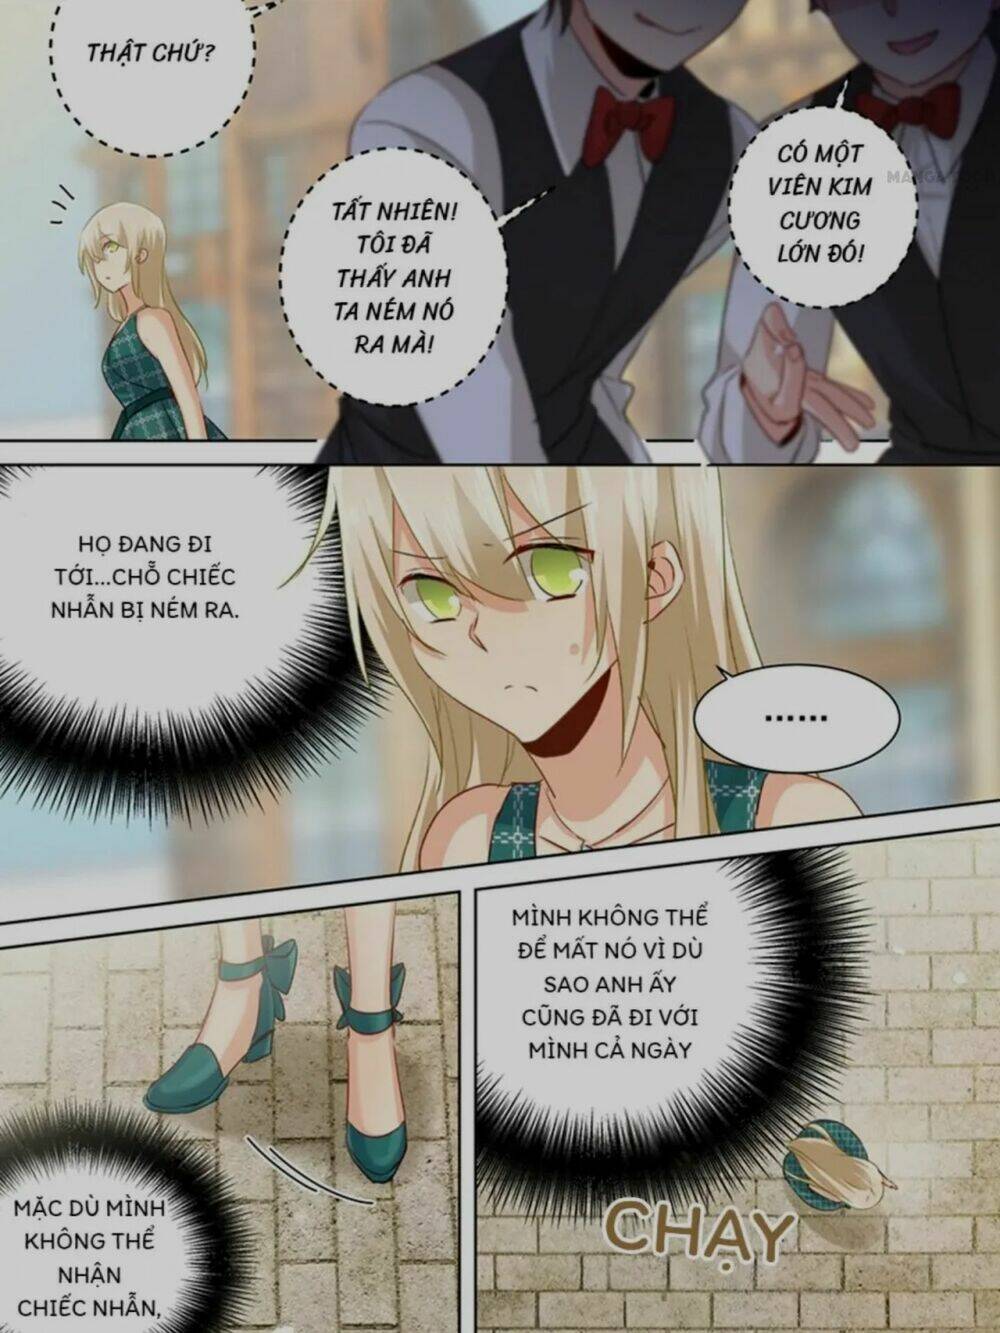 THẬT CHỨ?
TẤT NHIÊN!
TÔI ĐÃ
THẤY ANH
TA NÉM NÓ
RA MÀ!
CÓ MỘT
VIÊN KIM
CƯƠNG
LỚN ĐÓ!
HỌ ĐANG ĐI
TỚI...CHỖ CHIẾC
NHẪN BỊ NÉM RA.
......
MÌNH KHÔNG THỂ
ĐỂ MẤT NÓ VÌ DÙ
SAO ANH ẤY
CŨNG ĐÃ ĐI VỚI
MÌNH CẢ NGÀY
MẶC DÙ MÌNH
KHÔNG THỂ
NHẬN
CHIẾC NHẪN,
CHẠY